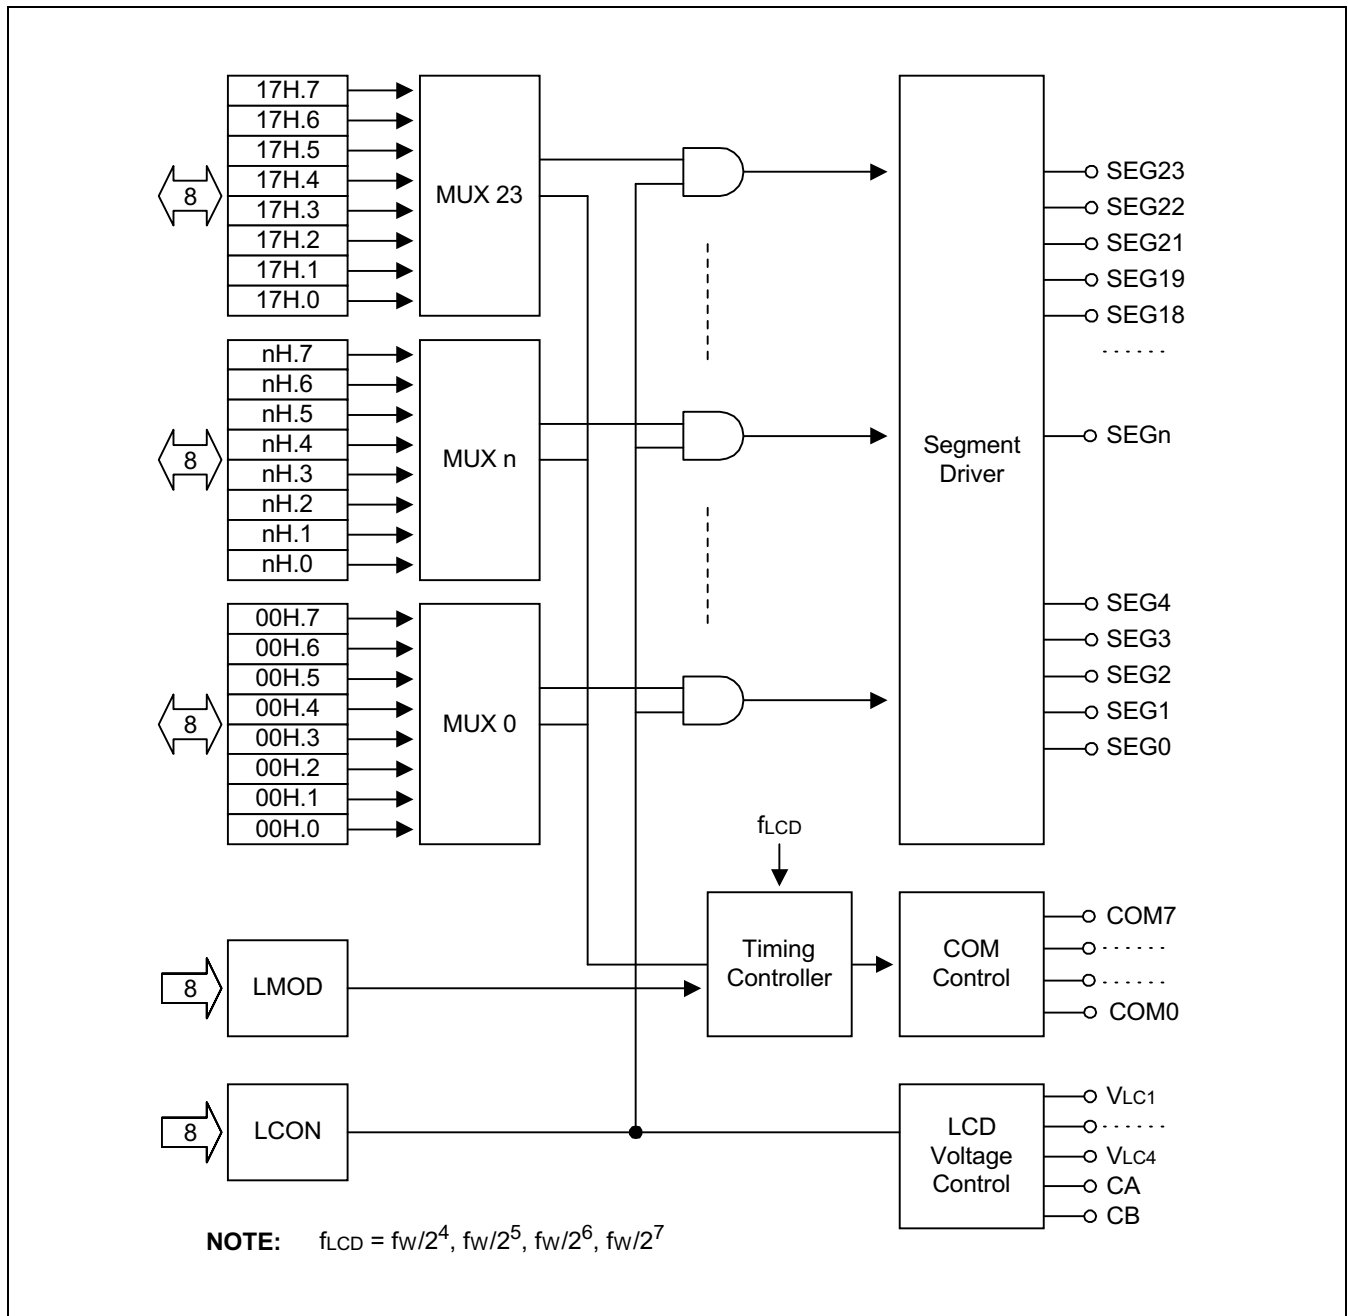 17H.7
17H.6
17H.5
17H.4
17H.3
17H.2
17H.1
17H.0
8
MUX 23
nH.7
nH.6
nH.5
nH.4
nH.3
nH.2
nH.1
nH.0
8
MUX n
00H.7
00H.6
00H.5
00H.4
00H.3
00H.2
00H.1
00H.0
8
MUX 0
Segment
Driver
SEG23
SEG22
SEG21
SEG19
SEG18
......
SEGn
SEG4
SEG3
SEG2
SEG1
SEG0
fLCD
8
LMOD
Timing
Controller
COM
Control
COM7
......
......
COM0
8
LCON
LCD
Voltage
Control
VLC1
......
VLC4
CA
CB
NOTE: fLCD = fw/2^4, fw/2^5, fw/2^6, fw/2^7